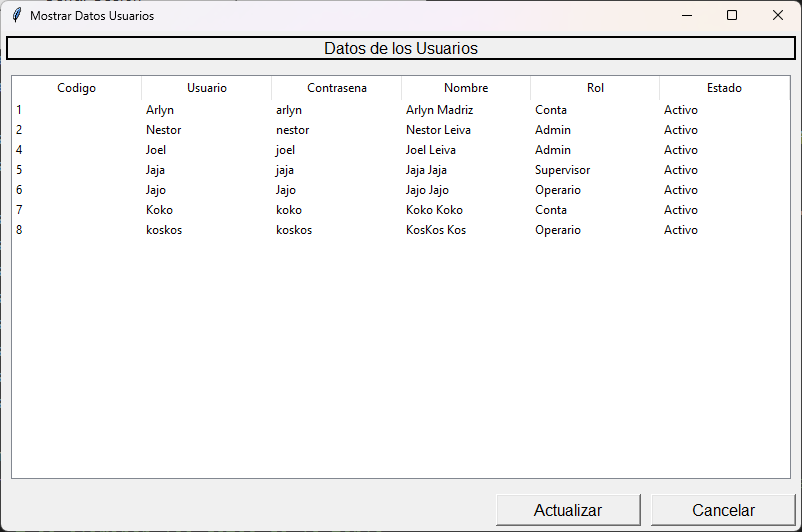 Mostrar Datos Usuarios
Datos de los Usuarios
Codigo Usuario Contrasena Nombre Rol Estado
1 Arlyn arlyn Arlyn Madriz Conta Activo
2 Nestor nestor Nestor Leiva Admin Activo
4 Joel joel Joel Leiva Admin Activo
5 Jaja jaja Jaja Jaja Supervisor Activo
6 Jajo Jajo Jajo Jajo Operario Activo
7 Koko koko Koko Koko Conta Activo
8 koskos koskos KosKos Kos Operario Activo
Actualizar Cancelar